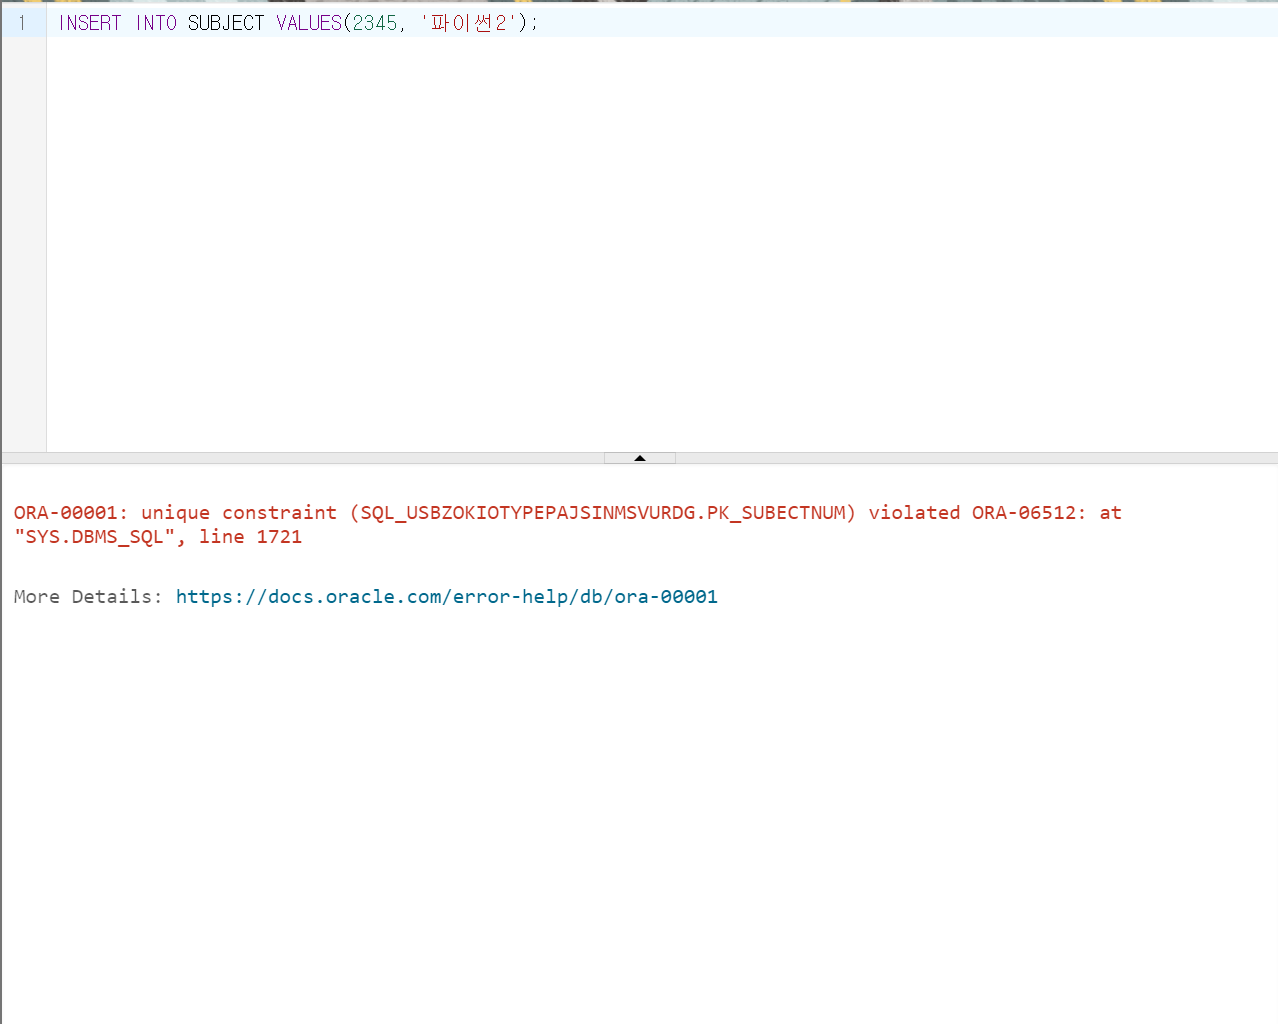 1 INSERT INTO SUBJECT VALUES(2345, '파이썬2');
ORA-00001: unique constraint (SQL_USBZOKIOTYPEPAJSINMSVURDG.PK_SUBECTNUM) violated ORA-06512: at
"SYS.DBMS_SQL", line 1721
More Details: https://docs.oracle.com/error-help/db/ora-00001